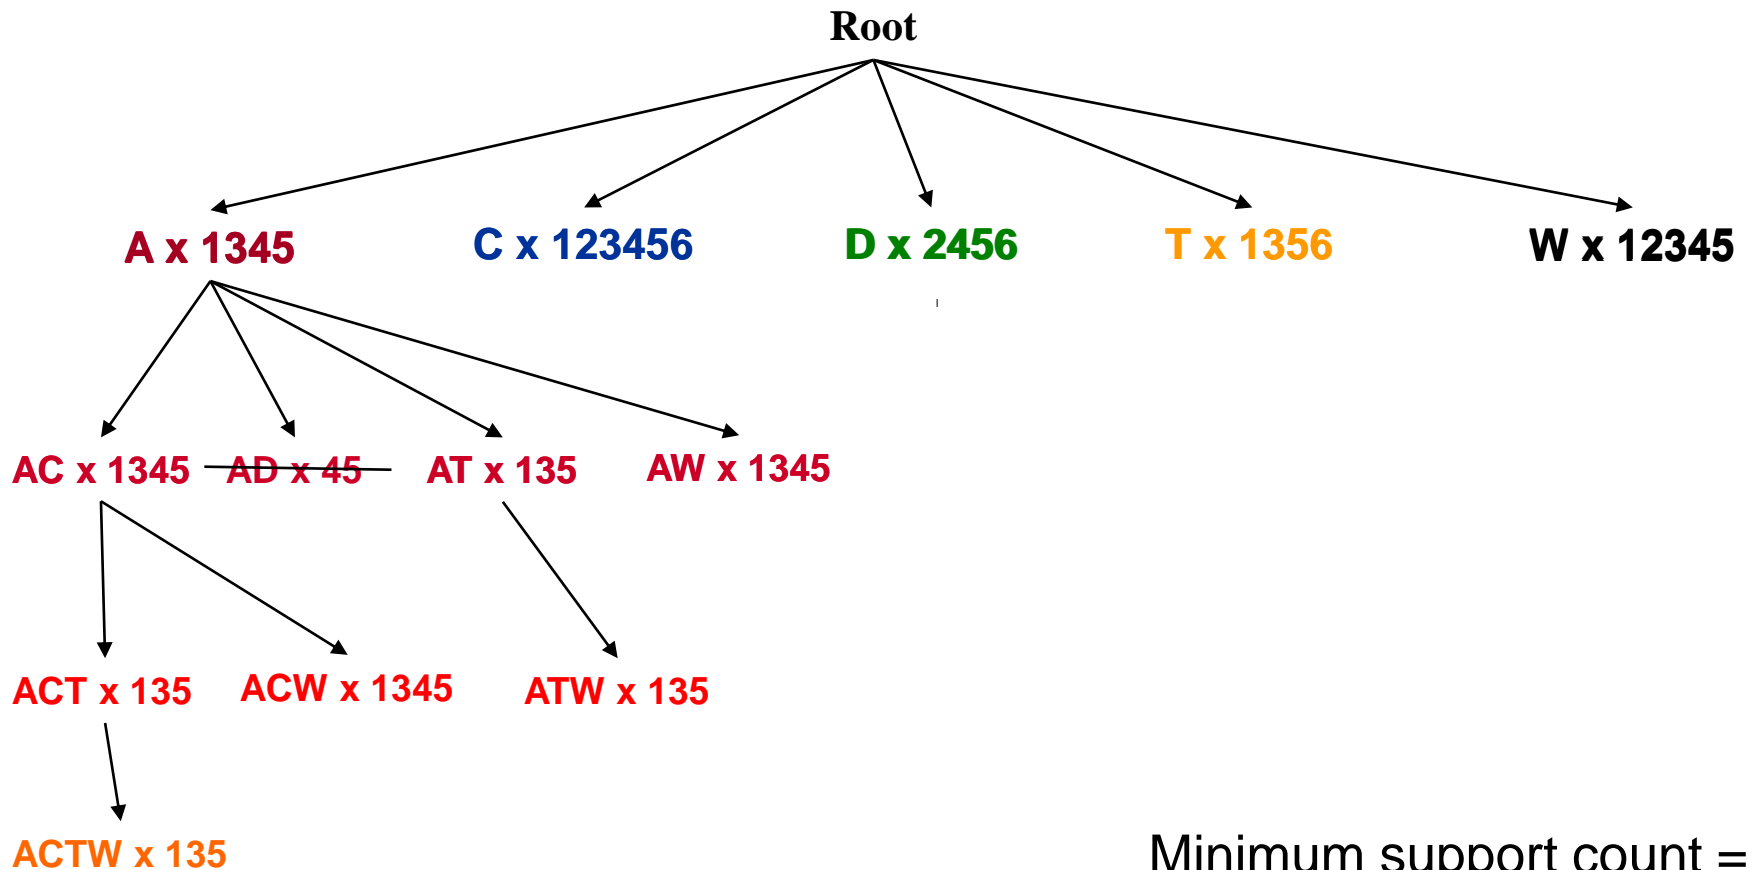 Root
A x 1345
C x 123456
D x 2456
T x 1356
W x 12345
AC x 1345
AD x 45
AT x 135
AW x 1345
ACT x 135
ACW x 1345
ATW x 135
ACTW x 135
Minimum support count =